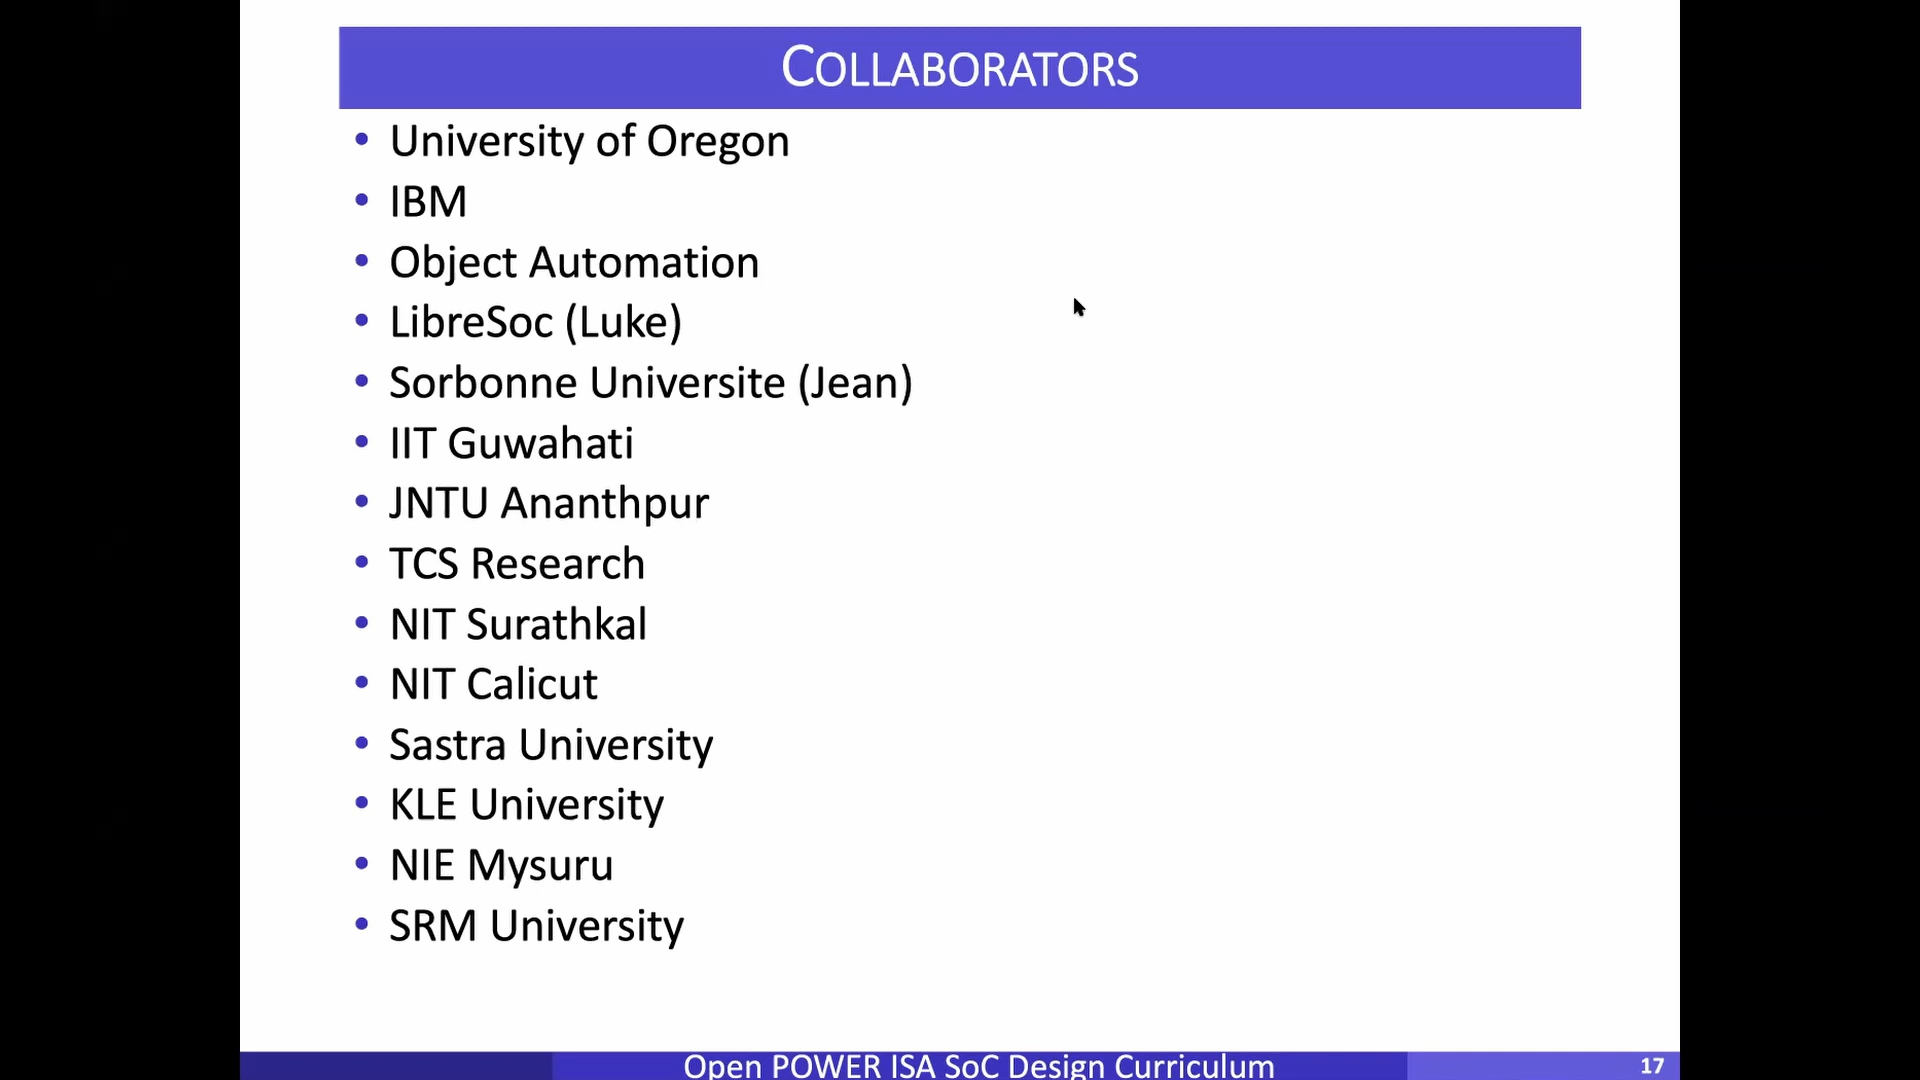 COLLABORATORS
• University of Oregon
• IBM
• Object Automation
• LibreSoc (Luke)
• Sorbonne Universite (Jean)
• IIT Guwahati
• JNTU Ananthpur
• TCS Research
• NIT Surathkal
• NIT Calicut
• Sastra University
• KLE University
• NIE Mysuru
• SRM University
Open POWER ISA SoC Design Curriculum
17